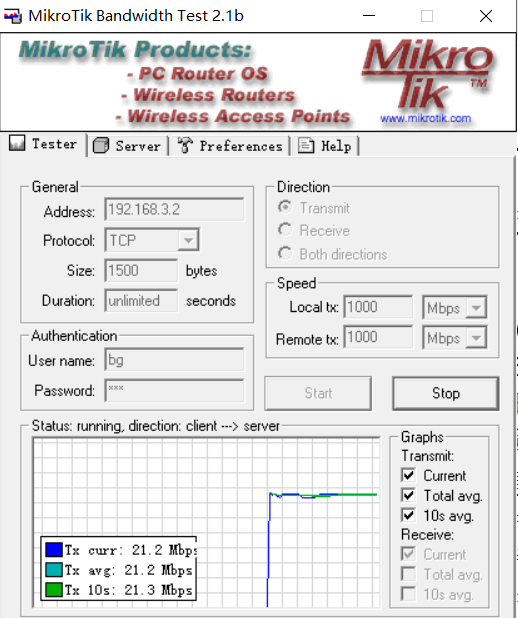 MikroTik Bandwidth Test 2.1b
MikroTik Products:
- PC Router OS
- Wireless Routers
- Wireless Access Points
Mikro
Tik TM
www.mikrotik.com
Tester Server Preferences Help
General
Address: 192.168.3.2
Protocol: TCP
Size: 1500 bytes
Duration: unlimited seconds
Direction
Transmit
Receive
Both directions
Speed
Local tx: 1000 Mbps
Remote tx: 1000 Mbps
Authentication
User name: bg
Password: ***
Start Stop
Status: running, direction: client ---> server
Tx curr: 21.2 Mbps
Tx avg: 21.2 Mbps
Tx 10s: 21.3 Mbps
Graphs
Transmit:
Current
Total avg.
10s avg.
Receive:
Current
Total avg.
10s avg.